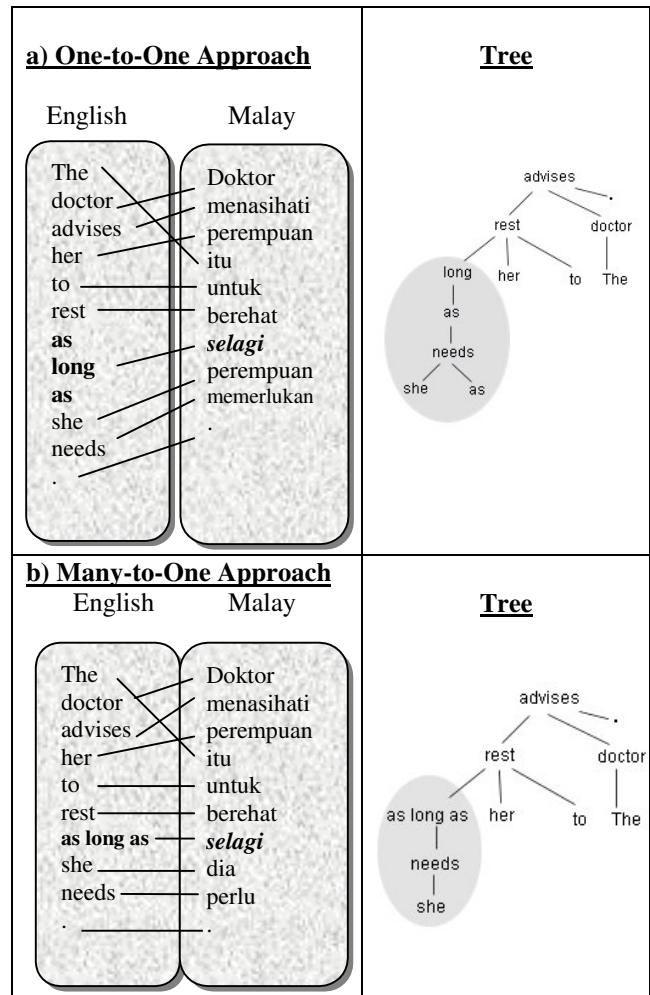 a) One-to-One Approach
English Malay
The
doctor
advises
her
to
rest
as
long
as
she
needs
.
Doktor
menasihati
perempuan
itu
untuk
berehat
selagi
perempuan
memerlukan
.
Tree
advises
.
rest doctor
long her to The
as
needs
she as
b) Many-to-One Approach
English Malay
The
doctor
advises
her
to
rest
as long as
she
needs
.
Doktor
menasihati
perempuan
itu
untuk
berehat
selagi
dia
perlu
.
Tree
advises
.
rest doctor
as long as her to The
needs
she